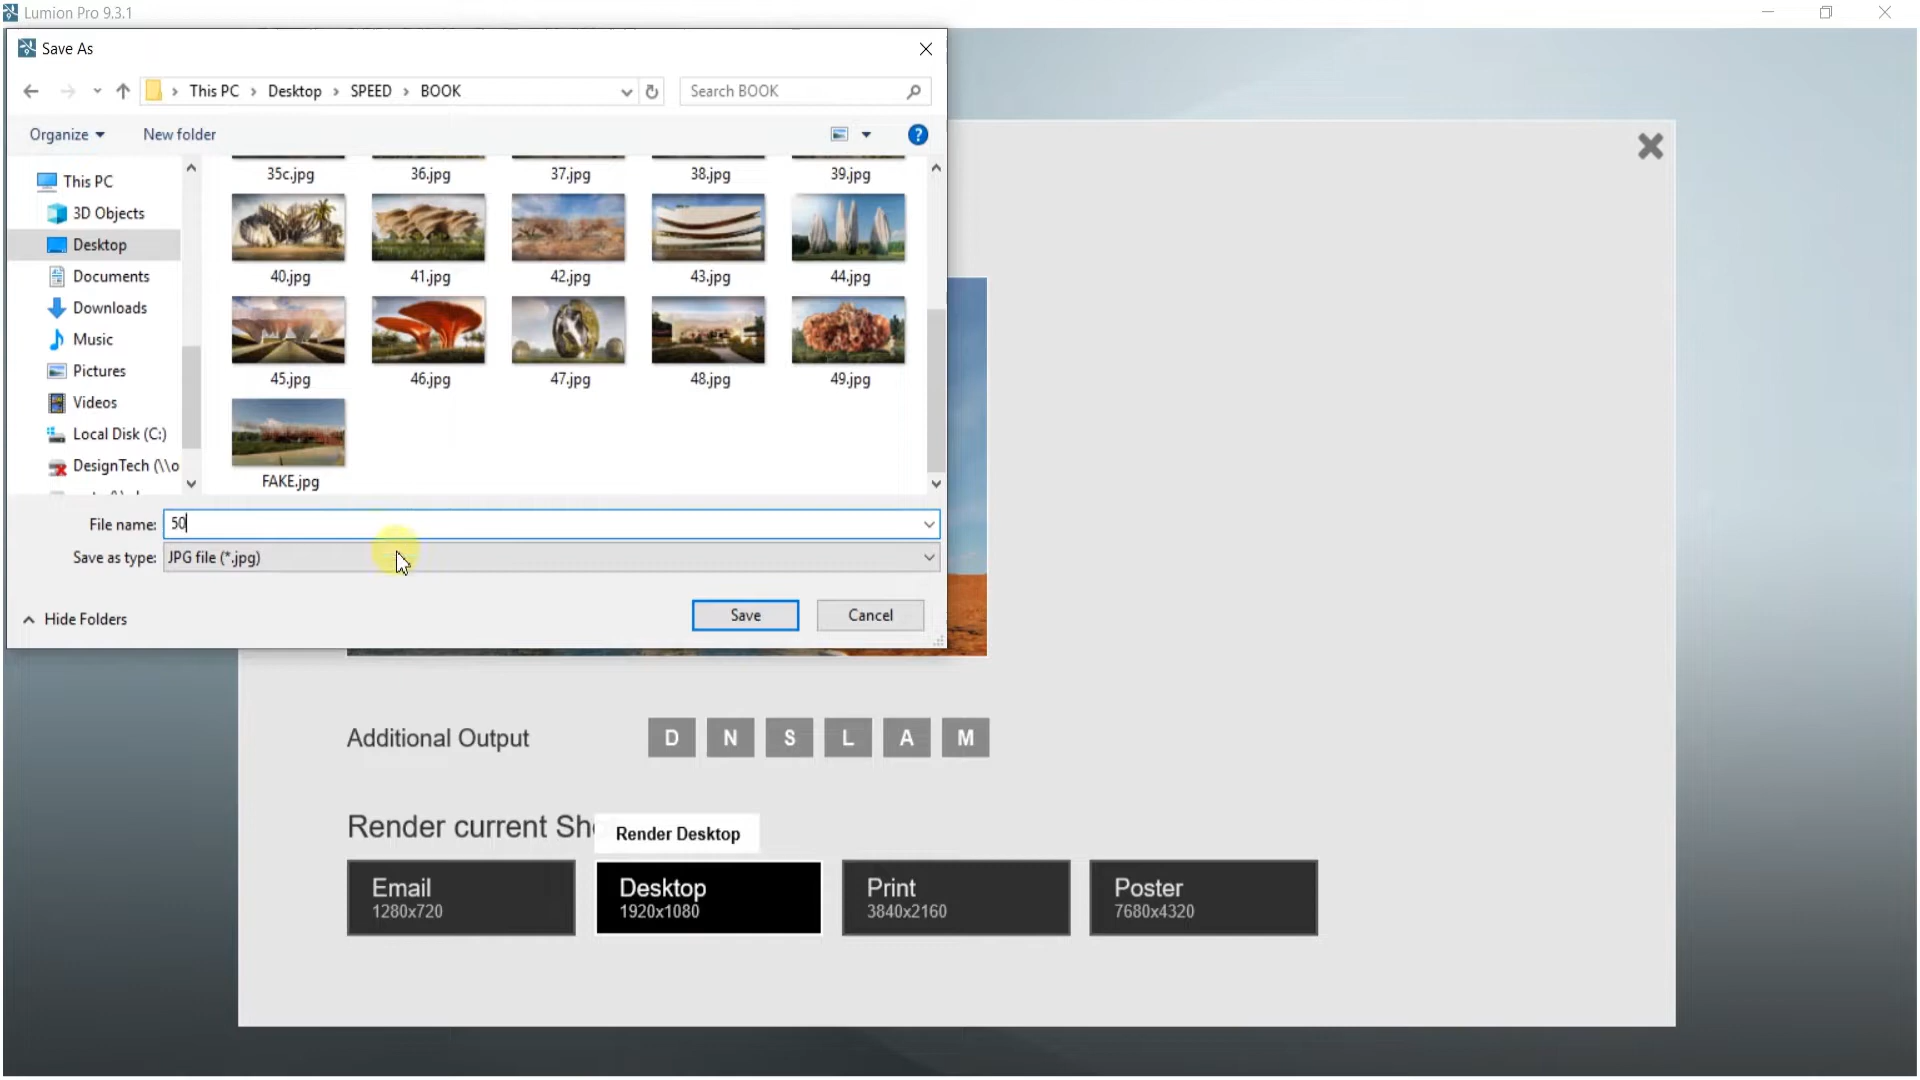 Lumion Pro 9.3.1
Save As
This PC > Desktop > SPEED > BOOK
Search BOOK
Organize
New folder
This PC
3D Objects
Desktop
Documents
Downloads
Music
Pictures
Videos
Local Disk (C:)
DesignTech (\\o
35c.jpg
36.jpg
37.jpg
38.jpg
39.jpg
40.jpg
41.jpg
42.jpg
43.jpg
44.jpg
45.jpg
46.jpg
47.jpg
48.jpg
49.jpg
FAKE.jpg
File name: 50
Save as type: JPG file (*.jpg)
Hide Folders
Save
Cancel
Additional Output
D N S L A M
Render current Sho
Render Desktop
Email
1280x720
Desktop
1920x1080
Print
3840x2160
Poster
7680x4320